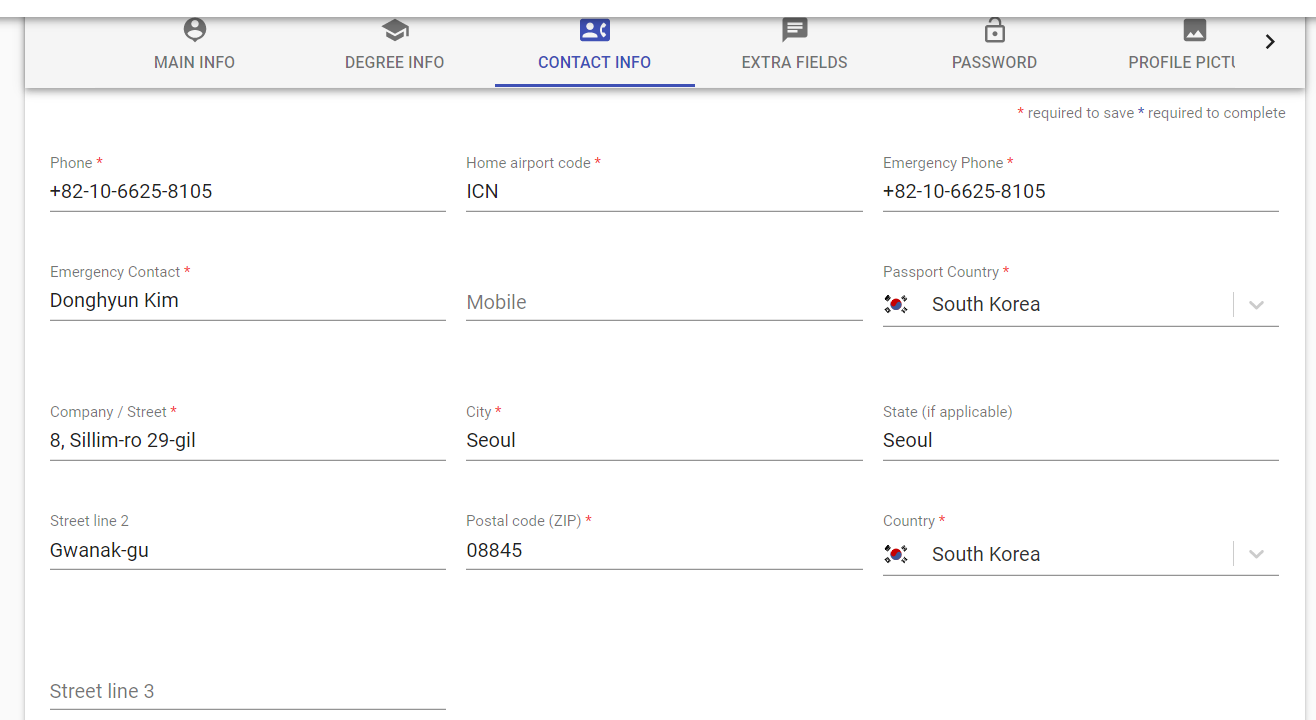 MAIN INFO DEGREE INFO CONTACT INFO EXTRA FIELDS PASSWORD PROFILE PICTU
* required to save * required to complete
Phone * Home airport code * Emergency Phone *
+82-10-6625-8105 ICN +82-10-6625-8105
Emergency Contact * Passport Country *
Donghyun Kim Mobile South Korea
Company / Street * City * State (if applicable)
8, Sillim-ro 29-gil Seoul Seoul
Street line 2 Postal code (ZIP) * Country *
Gwanak-gu 08845 South Korea
Street line 3